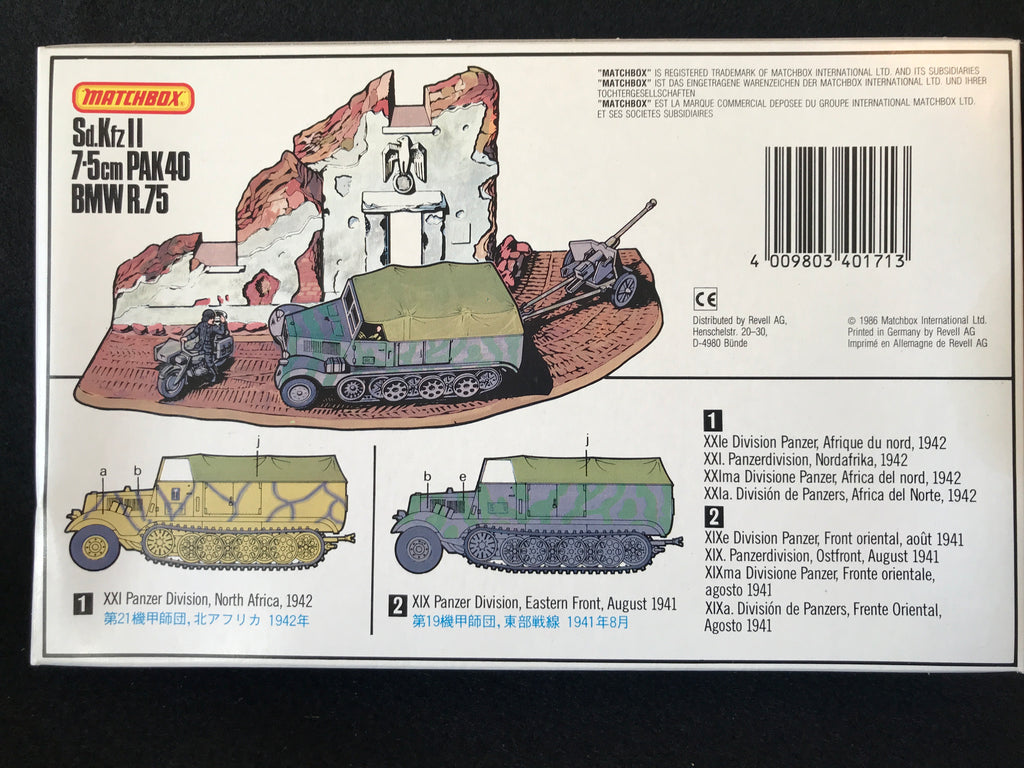 MATCHBOX
Sd.Kfz II
7·5cm PAK40
BMW R.75
"MATCHBOX" IS REGISTERED TRADEMARK OF MATCHBOX INTERNATIONAL LTD. AND ITS SUBSIDIARIES
"MATCHBOX" IST DAS EINGETRAGENE WARENZEICHEN DER MATCHBOX INTERNATIONAL LTD. UND IHRER
TOCHTERGESELLSCHAFTEN
"MATCHBOX" EST LA MARQUE COMMERCIAL DEPOSEE DU GROUPE INTERNATIONAL MATCHBOX LTD.
ET SES SOCIETES SUBSIDIAIRES
4 009803 401713
CE
Distributed by Revell AG,
Henschelstr. 20–30,
D-4980 Bünde
© 1986 Matchbox International Ltd.
Printed in Germany by Revell AG
Imprimé en Allemagne de Revell AG
a b j
b e j
1 XXI Panzer Division, North Africa, 1942
第21機甲師団, 北アフリカ 1942年
2 XIX Panzer Division, Eastern Front, August 1941
第19機甲師団, 東部戦線 1941年8月
1
XXIe Division Panzer, Afrique du nord, 1942
XXI. Panzerdivision, Nordafrika, 1942
XXIma Divisione Panzer, Africa del nord, 1942
XXIa. División de Panzers, Africa del Norte, 1942
2
XIXe Division Panzer, Front oriental, août 1941
XIX. Panzerdivision, Ostfront, August 1941
XIXma Divisione Panzer, Fronte orientale,
agosto 1941
XIXa. División de Panzers, Frente Oriental,
Agosto 1941